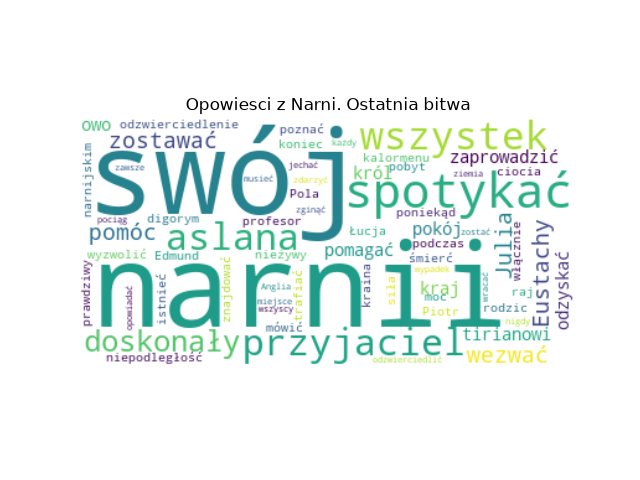 Opowiesci z Narni. Ostatnia bitwa
owo odzwierciedlenie poznać wszystek
zostawać koniec każdy
swój kalormenu zaprowadzić
narnijskim zawsze jechać król pobyt ziemia ciocia
musieć zdarzyć spotykać
Pola
pociąg digorym zginąć poniekąd
profesor
pomóc aslana Łucja pokój zostać Julia włącznie Eustachy
podczas
wyzwolić Edmund nieżywy pomagać śmierć odzyskać
narnii
prawdziwy istnieć znajdować Anglia trafiać kraina siła wypadek wracać
opowiadać miejsce kraj raj
wszyscy moc rodzic
Piotr
mówić nigdy
doskonały przyjaciel tirianowi
niepodległość odzwierciedlić wezwać